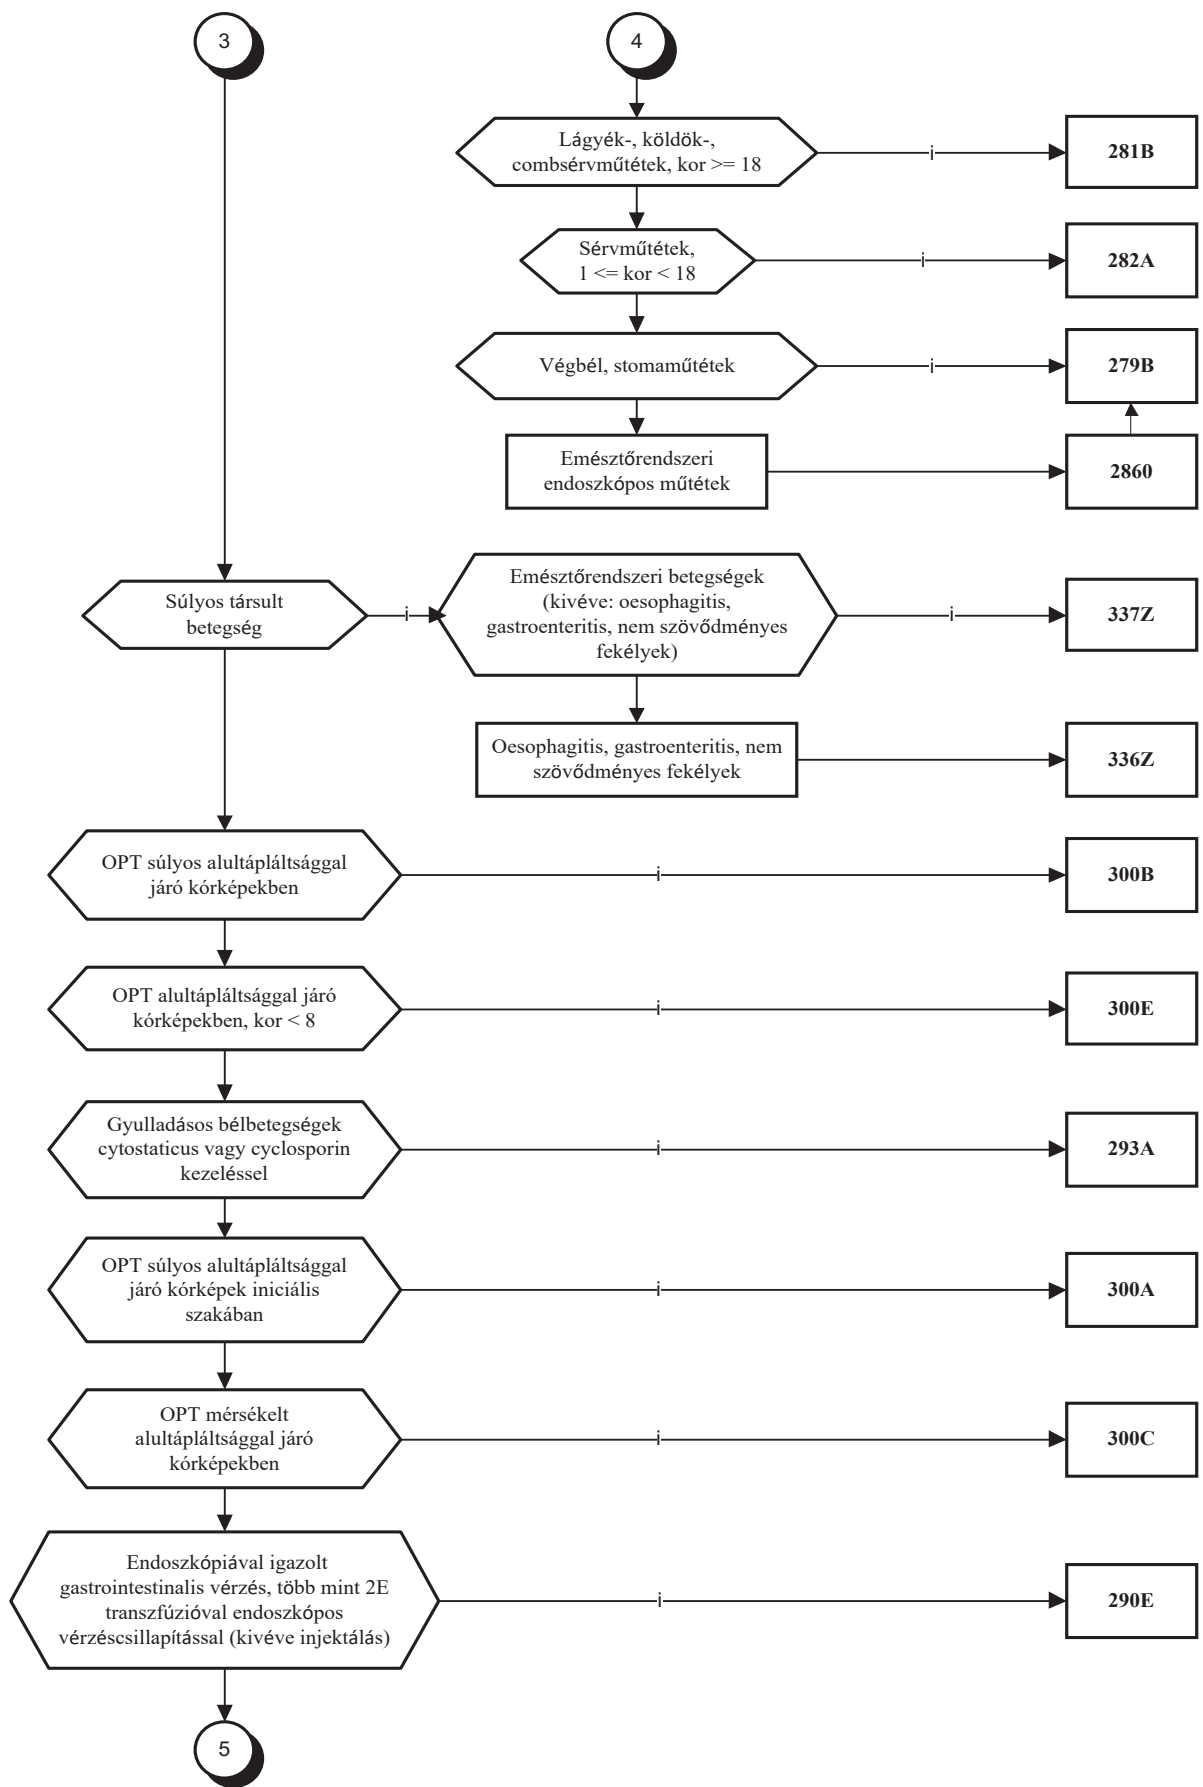 3
4
Lágyék-, köldök-,
combsérvműtétek, kor >= 18
i
281B
Sérvműtétek,
1 <= kor < 18
i
282A
Végbél, stomaműtétek
i
279B
Emésztőrendszeri
endoszkópos műtétek
2860
Súlyos társult
betegség
i
Emésztőrendszeri betegségek
(kivéve: oesophagitis,
gastroenteritis, nem szövődményes
fekélyek)
i
337Z
Oesophagitis, gastroenteritis, nem
szövődményes fekélyek
336Z
OPT súlyos alultápláltsággal
járó kórképekben
i
300B
OPT alultápláltsággal járó
kórképekben, kor < 8
i
300E
Gyulladásos bélbetegségek
cytostaticus vagy cyclosporin
kezeléssel
i
293A
OPT súlyos alultápláltsággal
járó kórképek iniciális
szakában
i
300A
OPT mérsékelt
alultápláltsággal járó
kórképekben
i
300C
Endoszkópiával igazolt
gastrointestinalis vérzés, több mint 2E
transzfúzióval endoszkópos
vérzéscsillapítással (kivéve injektálás)
i
290E
5